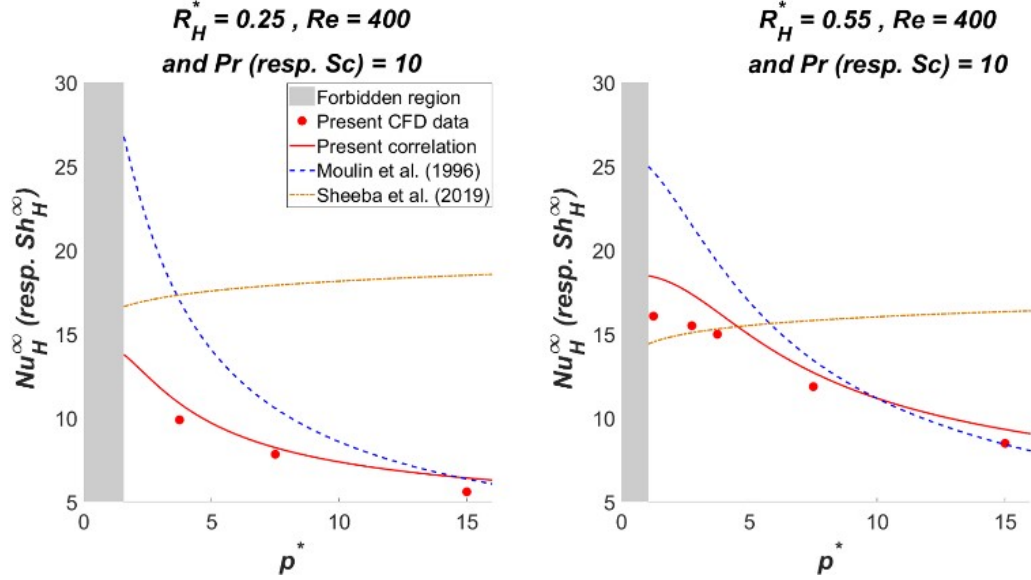 R*H = 0.25 , Re = 400
and Pr (resp. Sc) = 10
30
25
20
15
10
5
0
5
10
15
Nu∞H (resp. Sh∞H)
p*
Forbidden region
Present CFD data
Present correlation
Moulin et al. (1996)
Sheeba et al. (2019)
R*H = 0.55 , Re = 400
and Pr (resp. Sc) = 10
30
25
20
15
10
5
0
5
10
15
Nu∞H (resp. Sh∞H)
p*